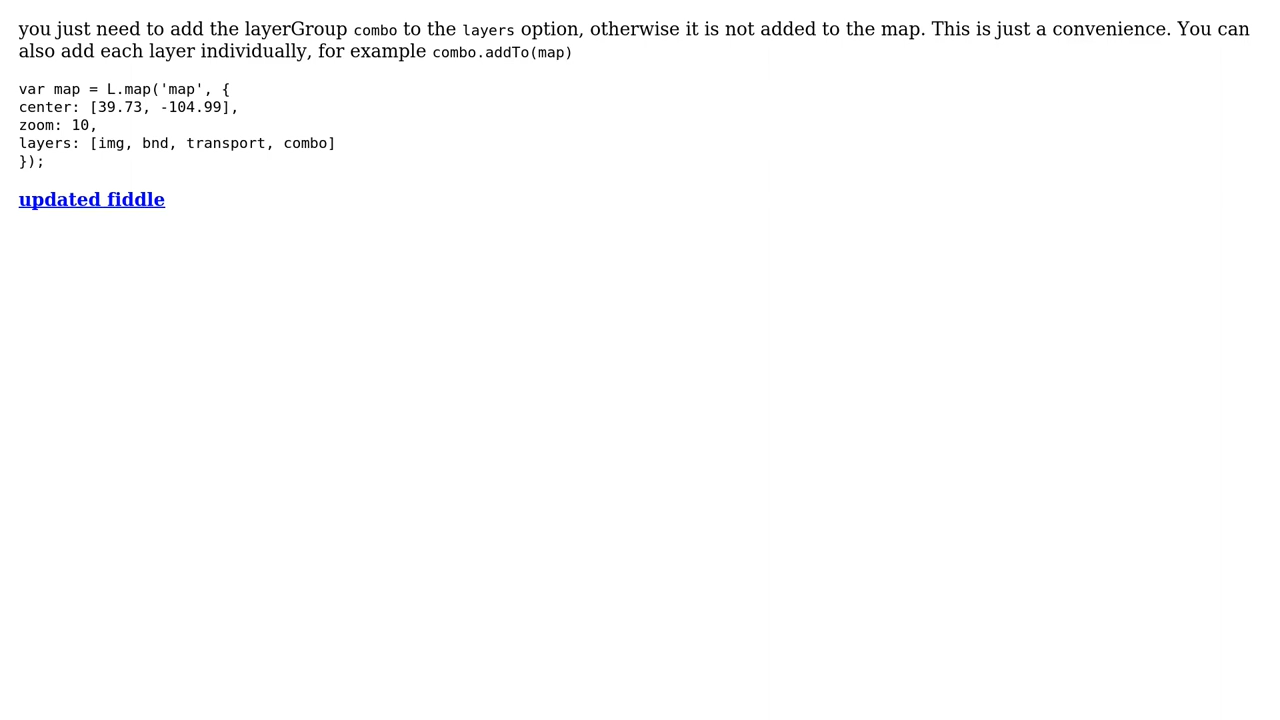 you just need to add the layerGroup combo to the layers option, otherwise it is not added to the map. This is just a convenience. You can
also add each layer individually, for example combo.addTo(map)
var map = L.map('map', {
center: [39.73, -104.99],
zoom: 10,
layers: [img, bnd, transport, combo]
});
updated fiddle